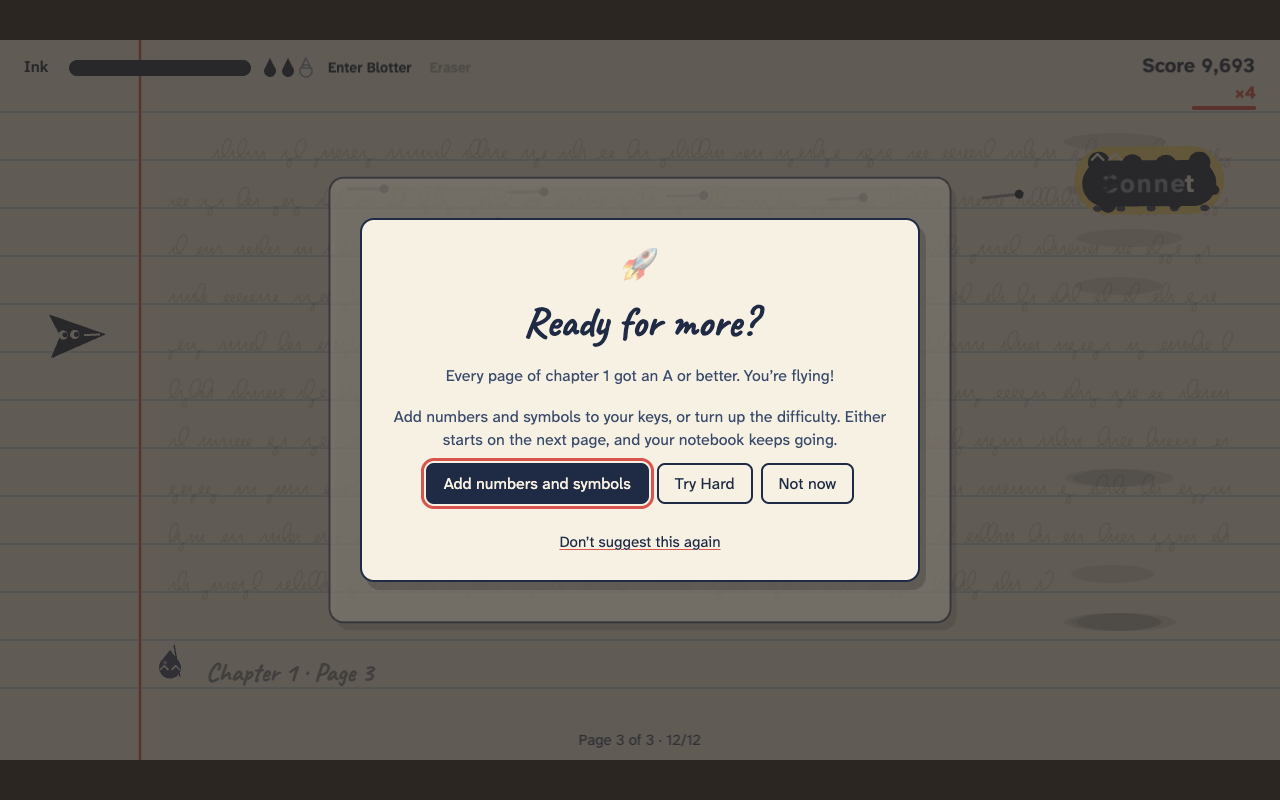 Ink
Enter Blotter
Eraser
Score 9,693
×4
Ready for more?
Every page of chapter 1 got an A or better. You're flying!
Add numbers and symbols to your keys, or turn up the difficulty. Either
starts on the next page, and your notebook keeps going.
Add numbers and symbols
Try Hard
Not now
Don't suggest this again
Chapter 1 · Page 3
Page 3 of 3 · 12/12